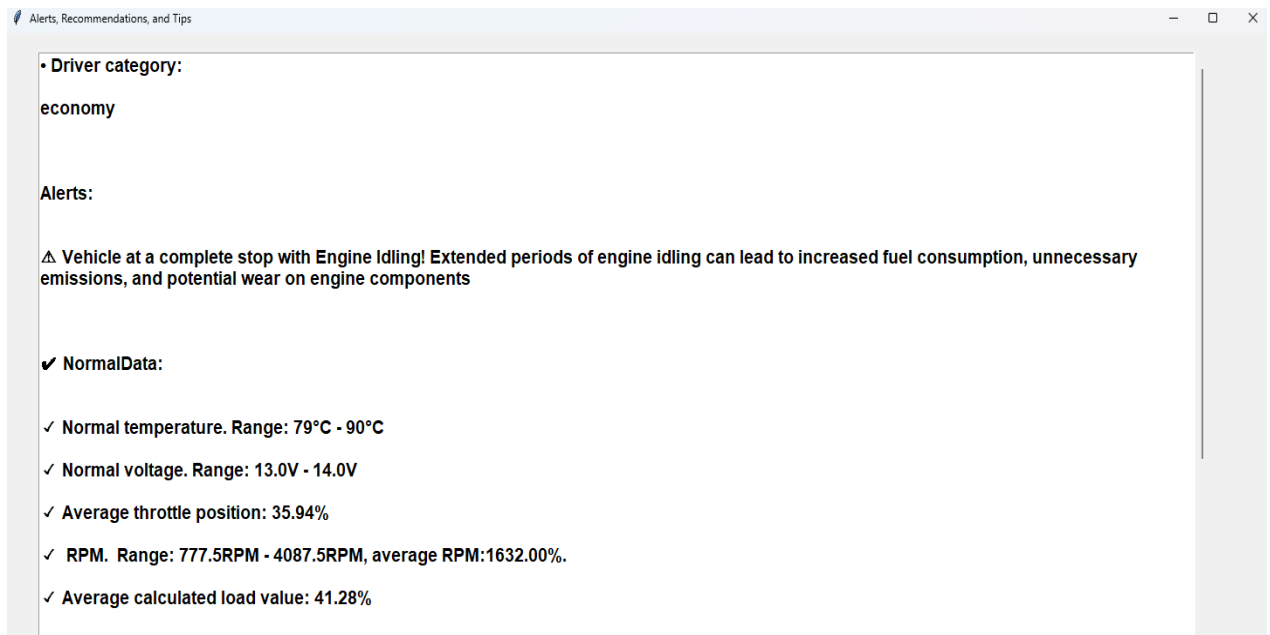 Alerts, Recommendations, and Tips
• Driver category:
economy
Alerts:
⚠ Vehicle at a complete stop with Engine Idling! Extended periods of engine idling can lead to increased fuel consumption, unnecessary
emissions, and potential wear on engine components
✔ NormalData:
✓ Normal temperature. Range: 79°C - 90°C
✓ Normal voltage. Range: 13.0V - 14.0V
✓ Average throttle position: 35.94%
✓ RPM. Range: 777.5RPM - 4087.5RPM, average RPM:1632.00%.
✓ Average calculated load value: 41.28%